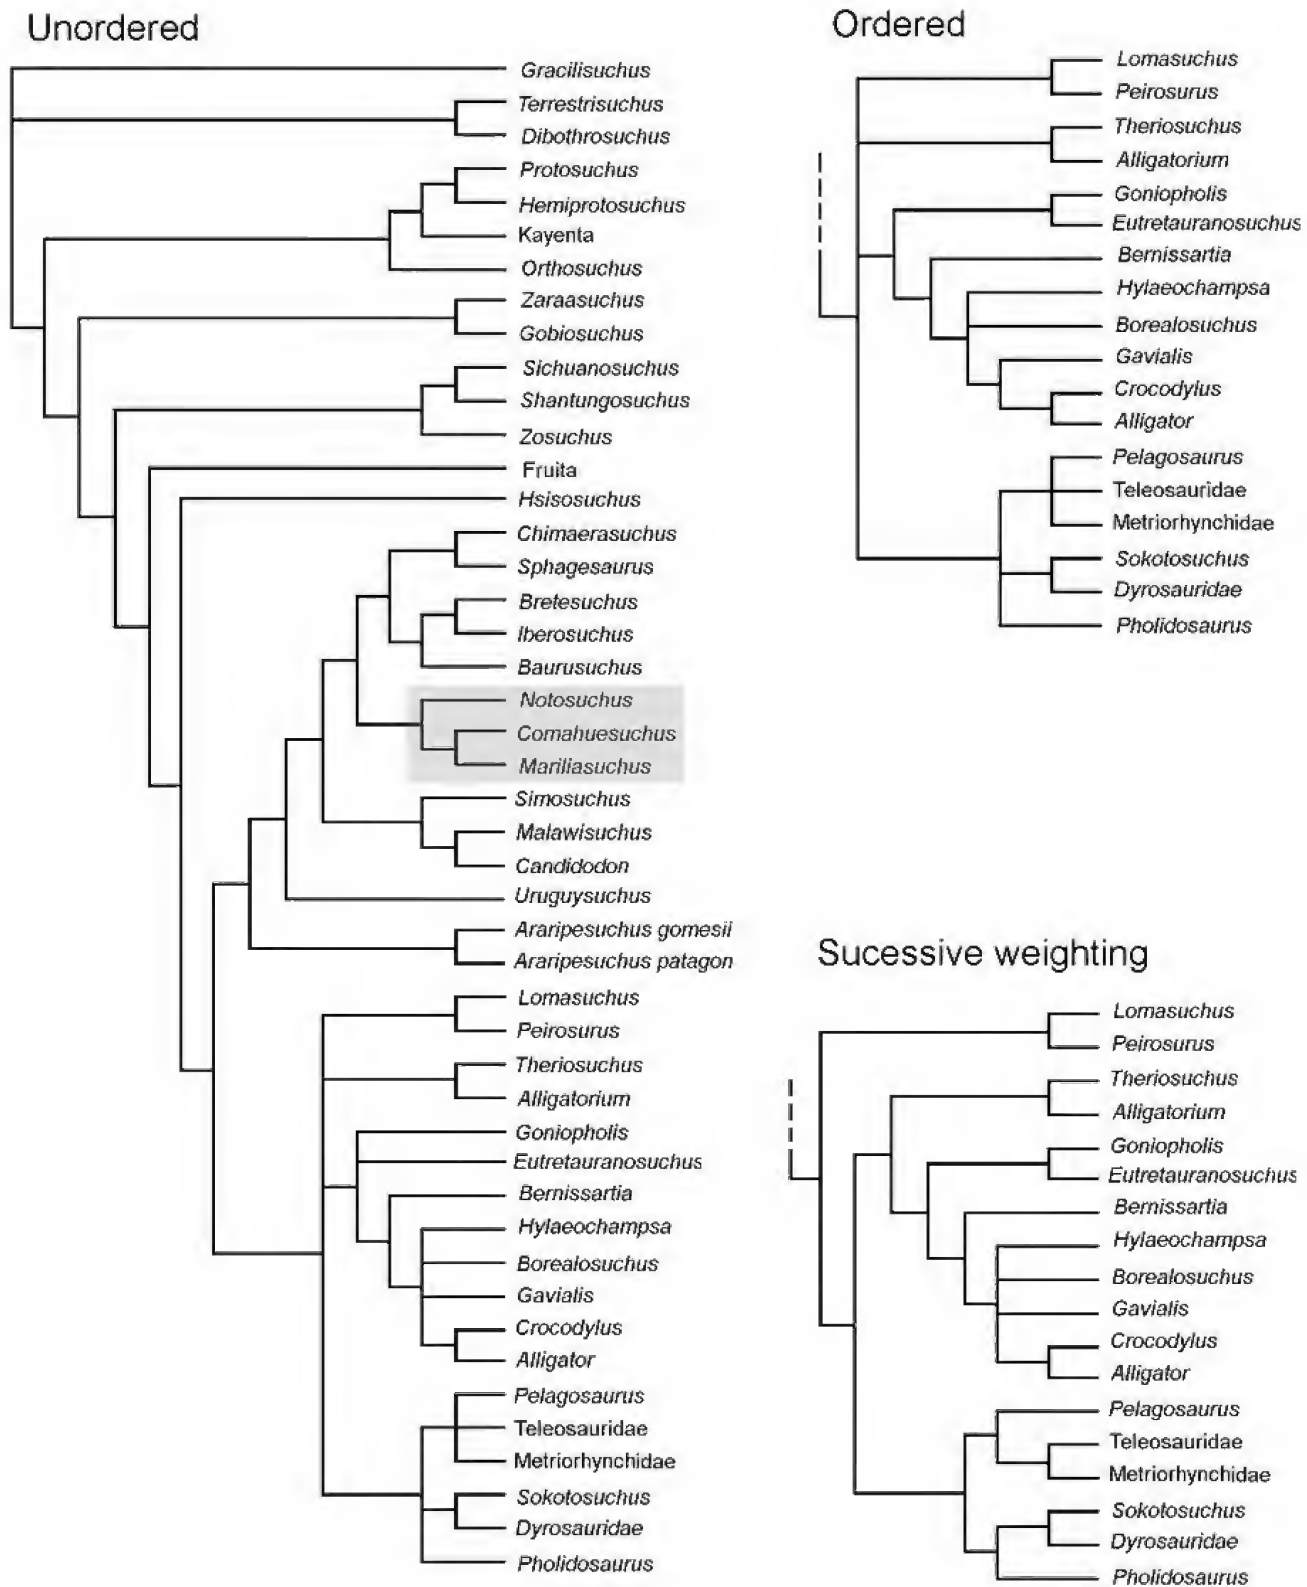 Unordered
Gracilisuchus
Terrestrisuchus
Dibothrosuchus
Protosuchus
Hemiprotosuchus
Kayenta
Orthosuchus
Zaraasuchus
Gobiosuchus
Sichuanosuchus
Shantungosuchus
Zosuchus
Fruita
Hsisosuchus
Chimaerasuchus
Sphagesaurus
Bretesuchus
Iberosuchus
Baurusuchus
Notosuchus
Comahuesuchus
Mariliasuchus
Simosuchus
Malawisuchus
Candidodon
Uruguysuchus
Araripesuchus gomesii
Araripesuchus patagon
Lomasuchus
Peirosurus
Theriosuchus
Alligatorium
Goniopholis
Eutretauranosuchus
Bernissartia
Hylaeochampsa
Borealosuchus
Gavialis
Crocodylus
Alligator
Pelagosaurus
Teleosauridae
Metriorhynchidae
Sokotosuchus
Dyrosauridae
Pholidosaurus
Ordered
Lomasuchus
Peirosurus
Theriosuchus
Alligatorium
Goniopholis
Eutretauranosuchus
Bernissartia
Hylaeochampsa
Borealosuchus
Gavialis
Crocodylus
Alligator
Pelagosaurus
Teleosauridae
Metriorhynchidae
Sokotosuchus
Dyrosauridae
Pholidosaurus
Sucessive weighting
Lomasuchus
Peirosurus
Theriosuchus
Alligatorium
Goniopholis
Eutretauranosuchus
Bernissartia
Hylaeochampsa
Borealosuchus
Gavialis
Crocodylus
Alligator
Pelagosaurus
Teleosauridae
Metriorhynchidae
Sokotosuchus
Dyrosauridae
Pholidosaurus